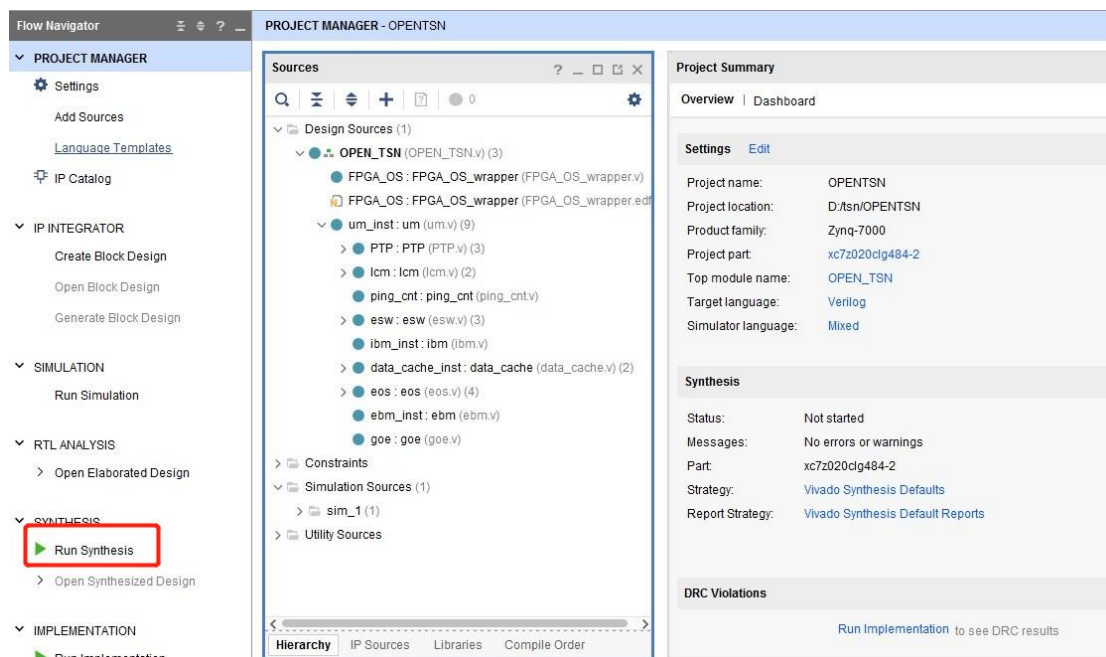 Flow Navigator
PROJECT MANAGER
Settings
Add Sources
Language Templates
IP Catalog
IP INTEGRATOR
Create Block Design
Open Block Design
Generate Block Design
SIMULATION
Run Simulation
RTL ANALYSIS
Open Elaborated Design
SYNTHESIS
Run Synthesis
Open Synthesized Design
IMPLEMENTATION
Run Implementation
PROJECT MANAGER - OPENTSN
Sources
0
Design Sources (1)
OPEN_TSN (OPEN_TSN.v) (3)
FPGA_OS : FPGA_OS_wrapper (FPGA_OS_wrapper.v)
FPGA_OS : FPGA_OS_wrapper (FPGA_OS_wrapper.edf
um_inst : um (um.v) (9)
PTP : PTP (PTP.v) (3)
lcm : lcm (lcm.v) (2)
ping_cnt : ping_cnt (ping_cnt.v)
esw : esw (esw.v) (3)
ibm_inst : ibm (ibm.v)
data_cache_inst : data_cache (data_cache.v) (2)
eos : eos (eos.v) (4)
ebm_inst : ebm (ebm.v)
goe : goe (goe.v)
Constraints
Simulation Sources (1)
sim_1 (1)
Utility Sources
Hierarchy IP Sources Libraries Compile Order
Project Summary
Overview | Dashboard
Settings Edit
Project name: OPENTSN
Project location: D:/tsn/OPENTSN
Product family: Zynq-7000
Project part: xc7z020clg484-2
Top module name: OPEN_TSN
Target language: Verilog
Simulator language: Mixed
Synthesis
Status: Not started
Messages: No errors or warnings
Part: xc7z020clg484-2
Strategy: Vivado Synthesis Defaults
Report Strategy: Vivado Synthesis Default Reports
DRC Violations
Run Implementation to see DRC results